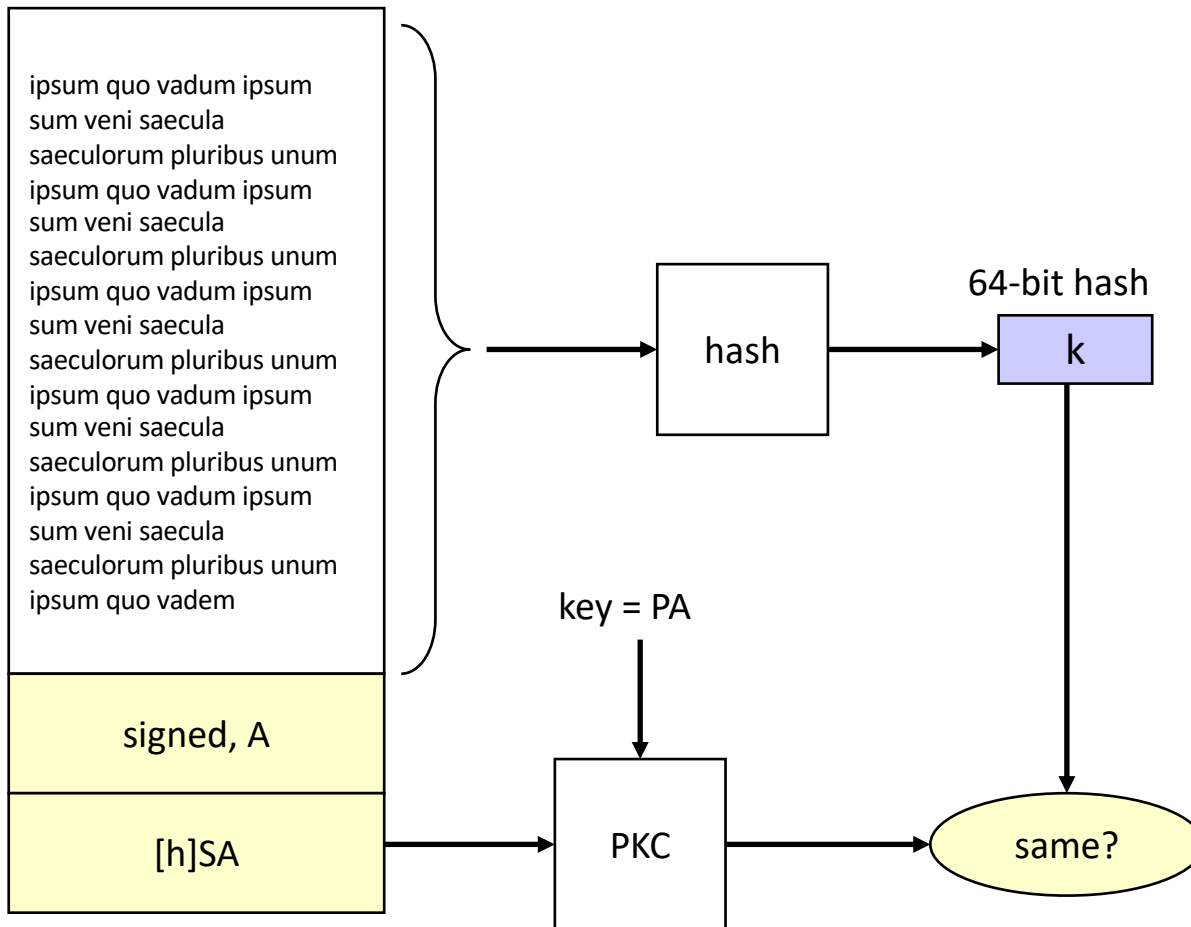 ipsum quo vadum ipsum
sum veni saecula
saeculorum pluribus unum
ipsum quo vadum ipsum
sum veni saecula
saeculorum pluribus unum
ipsum quo vadum ipsum
sum veni saecula
saeculorum pluribus unum
ipsum quo vadum ipsum
sum veni saecula
saeculorum pluribus unum
ipsum quo vadum ipsum
sum veni saecula
saeculorum pluribus unum
ipsum quo vadem
signed, A
[h]SA
hash
64-bit hash
k
key = PA
PKC
same?